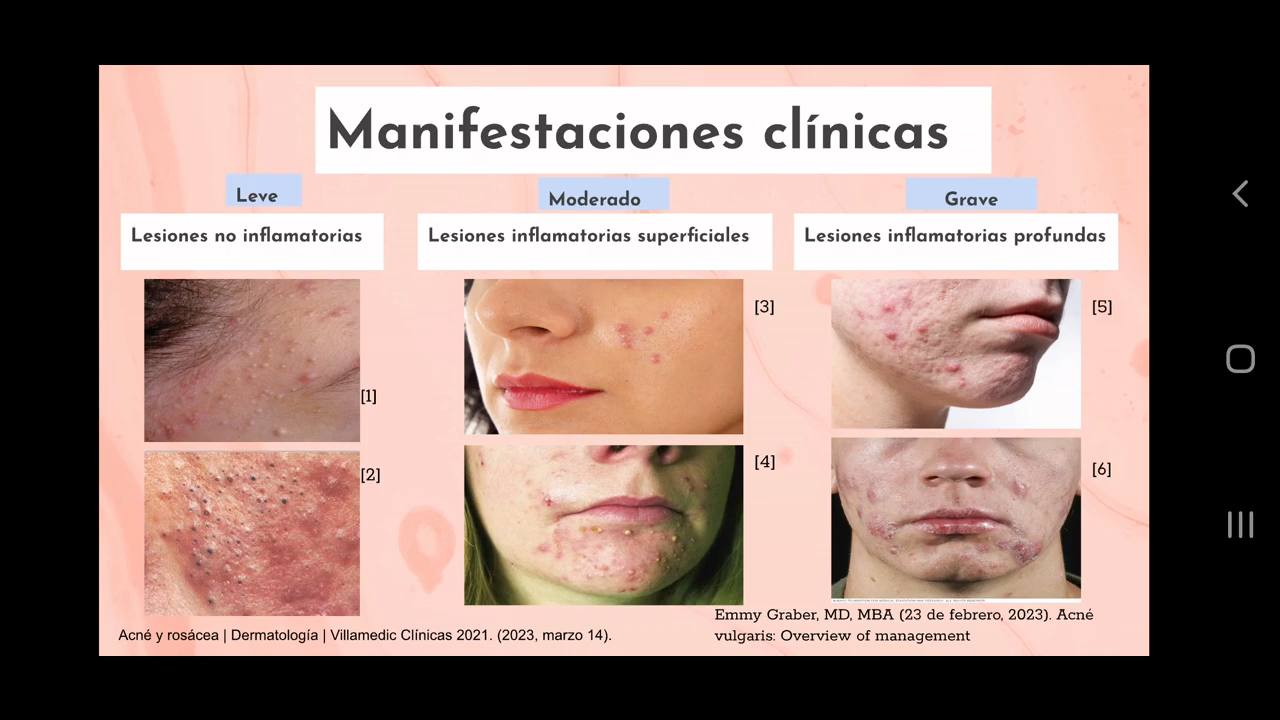 Manifestaciones clínicas
Leve
Moderado
Grave
Lesiones no inflamatorias
Lesiones inflamatorias superficiales
Lesiones inflamatorias profundas
[1]
[2]
[3]
[4]
[5]
[6]
Emmy Graber, MD, MBA (23 de febrero, 2023). Acné
vulgaris: Overview of management
Acné y rosácea | Dermatología | Villamedic Clínicas 2021. (2023, marzo 14).